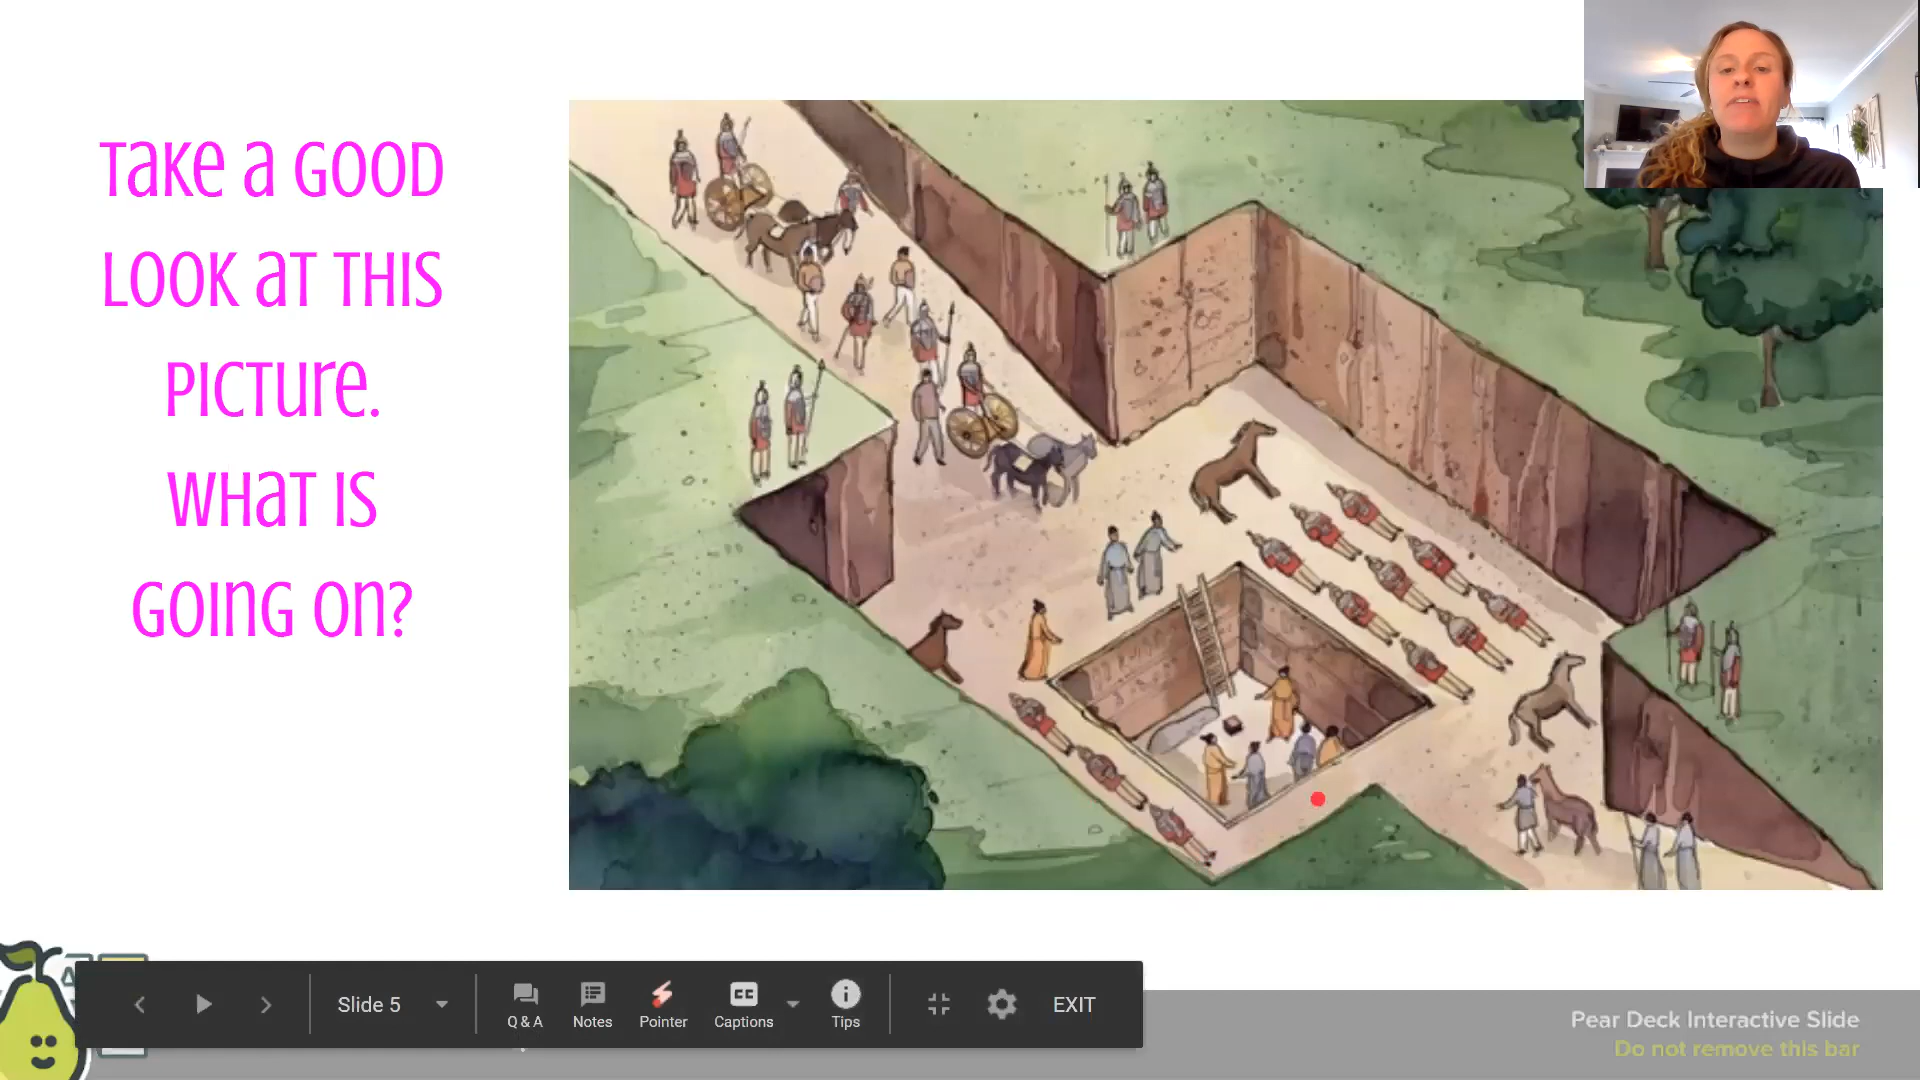 Take a GOOD
LOOK at THIS
PICTURE.
WHat IS
GOING ON?
Slide 5
Q & A
Notes
Pointer
CC
Captions
Tips
EXIT
Pear Deck Interactive Slide
Do not remove this bar